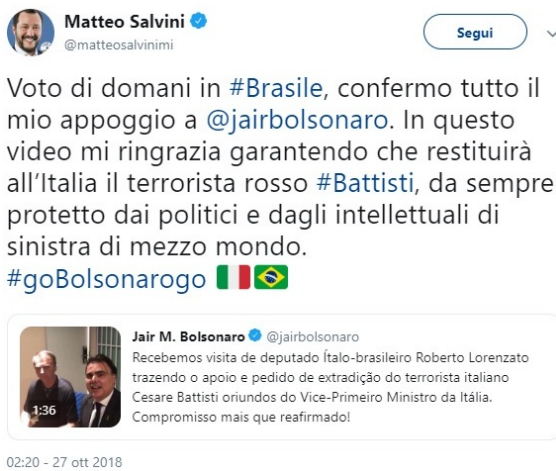 Matteo Salvini
@matteosalvinimi
Segui
Voto di domani in #Brasile, confermo tutto il
mio appoggio a @jairbolsonaro. In questo
video mi ringrazia garantendo che restituirà
all'Italia il terrorista rosso #Battisti, da sempre
protetto dai politici e dagli intellettuali di
sinistra di mezzo mondo.
#goBolsonarogo 🇮🇹🇧🇷
Jair M. Bolsonaro @jairbolsonaro
Recebemos visita de deputado Ítalo-brasileiro Roberto Lorenzato
trazendo o apoio e pedido de extradição do terrorista italiano
Cesare Battisti oriundos do Vice-Primeiro Ministro da Itália.
Compromisso mais que reafirmado!
1:36
02:20 - 27 ott 2018